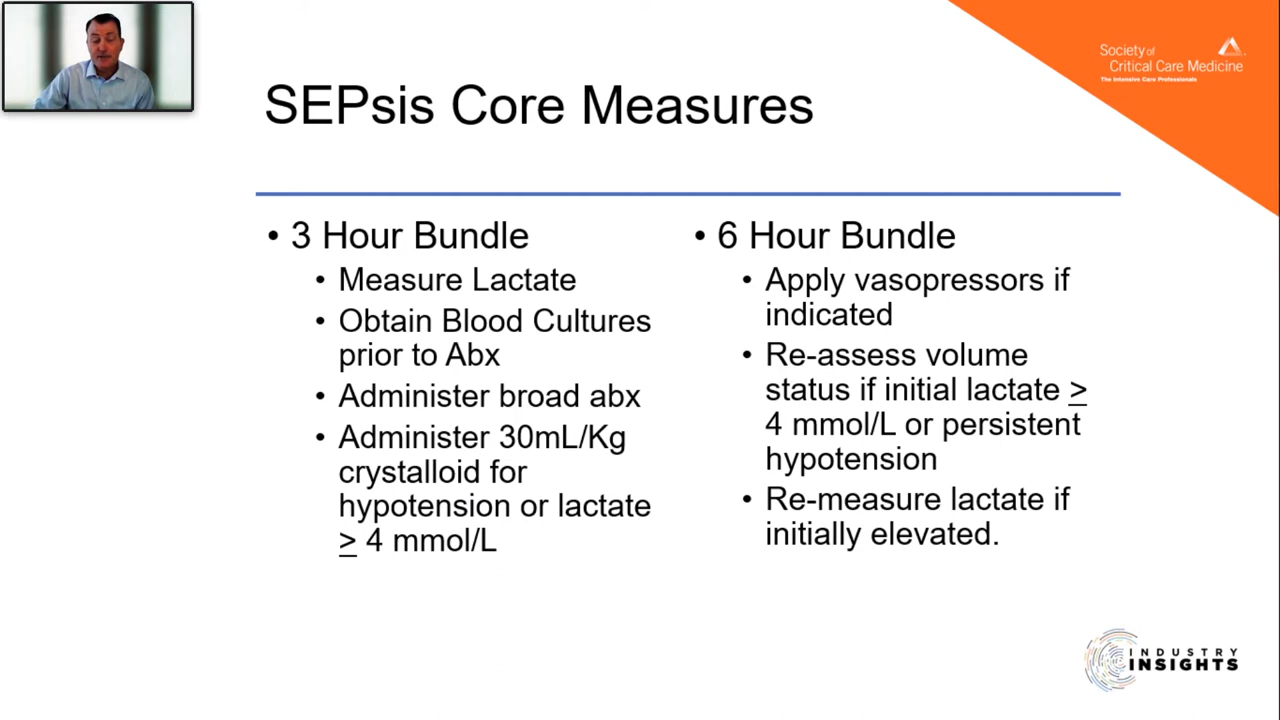 Society of
Critical Care Medicine
The Intensive Care Professionals
SEPsis Core Measures
• 3 Hour Bundle
• Measure Lactate
• Obtain Blood Cultures
prior to Abx
• Administer broad abx
• Administer 30mL/Kg
crystalloid for
hypotension or lactate
≥ 4 mmol/L
• 6 Hour Bundle
• Apply vasopressors if
indicated
• Re-assess volume
status if initial lactate ≥
4 mmol/L or persistent
hypotension
• Re-measure lactate if
initially elevated.
INDUSTRY
INSIGHTS